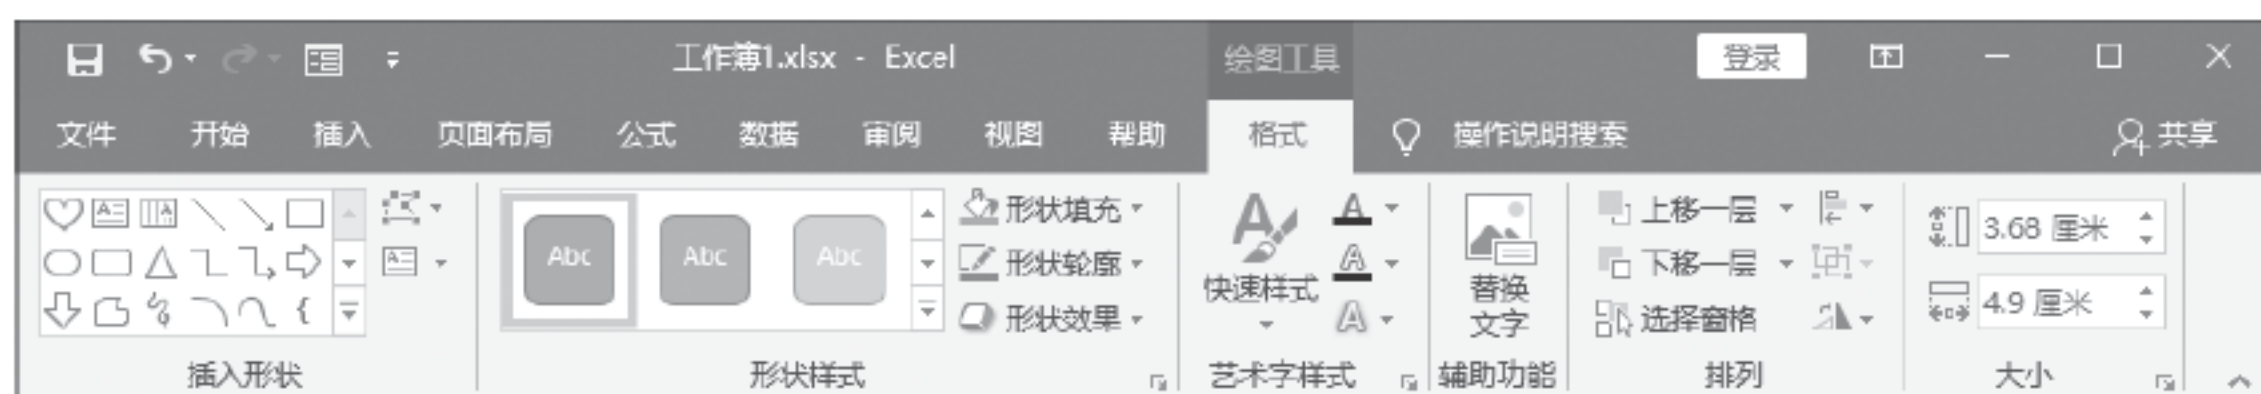 工作簿1.xlsx - Excel 绘图工具 登录
文件 开始 插入 页面布局 公式 数据 审阅 视图 帮助 格式 操作说明搜索 共享
Abc Abc Abc
形状填充
形状轮廓
形状效果
快速样式
替换
文字
上移一层
下移一层
选择窗格
3.68 厘米
4.9 厘米
插入形状 形状样式 艺术字样式 辅助功能 排列 大小